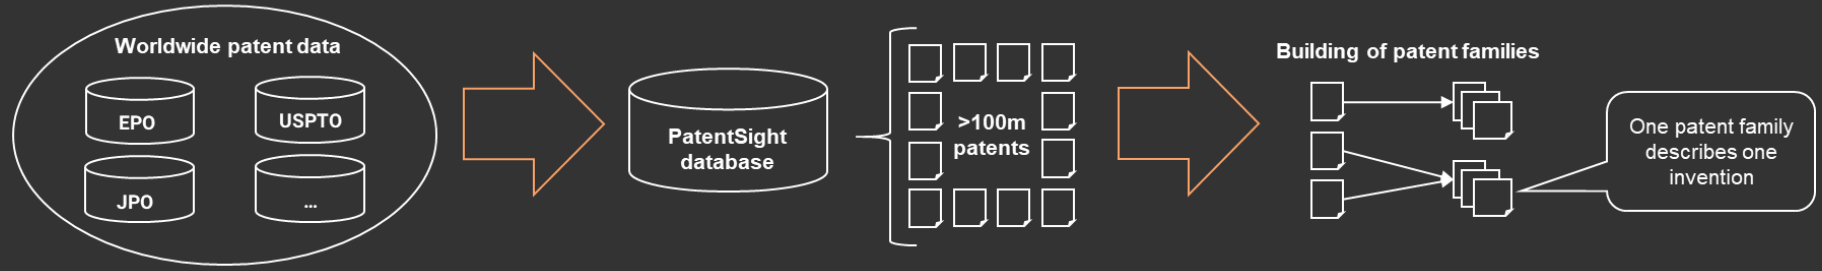 Worldwide patent data
EPO
USPTO
JPO
...
PatentSight
database
>100m
patents
Building of patent families
One patent family
describes one
invention